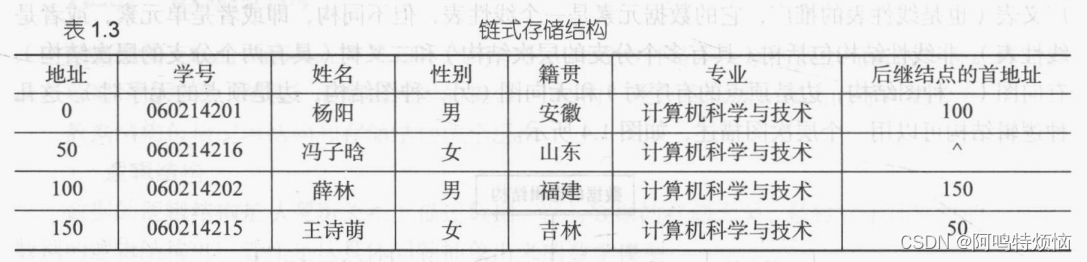 表 1.3 链式存储结构
地址 学号 姓名 性别 籍贯 专业 后继结点的首地址
0 060214201 杨阳 男 安徽 计算机科学与技术 100
50 060214216 冯子晗 女 山东 计算机科学与技术 ^
100 060214202 薛林 男 福建 计算机科学与技术 150
150 060214215 王诗萌 女 吉林 计算机科学与技术 50
CSDN @阿鸣特烦恼